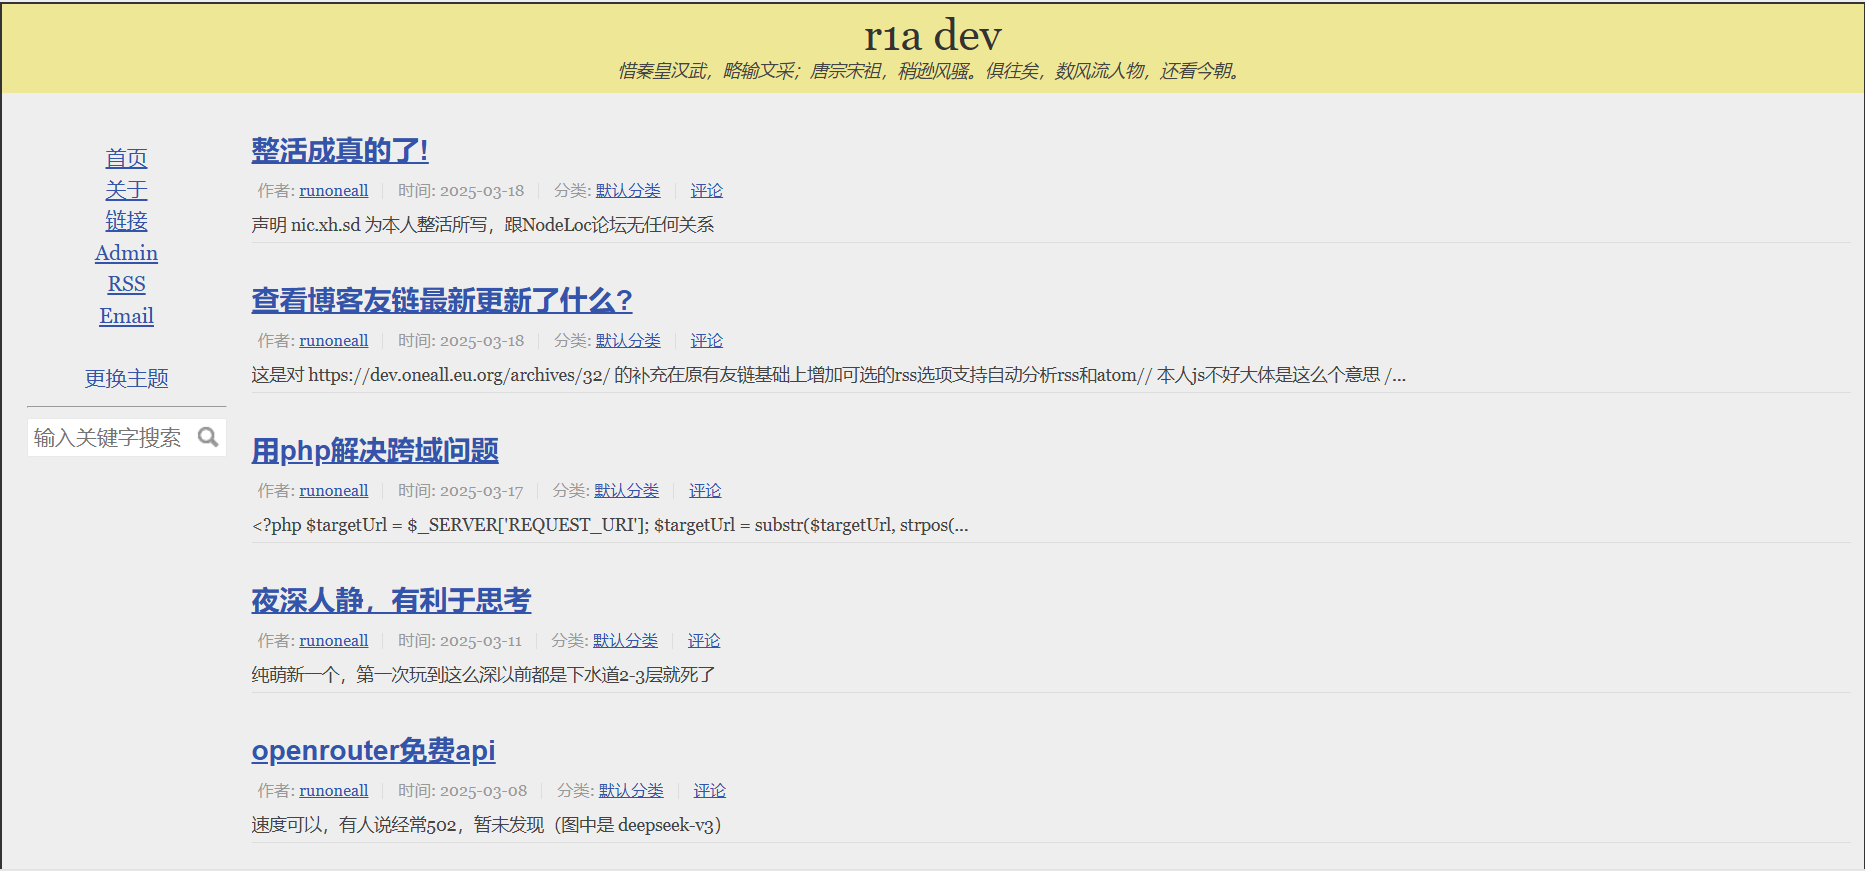 r1a dev
惜秦皇汉武，略输文采；唐宗宋祖，稍逊风骚。俱往矣，数风流人物，还看今朝。
首页
关于
链接
Admin
RSS
Email
更换主题
输入关键字搜索
整活成真的了!
作者: runoneall 时间: 2025-03-18 分类: 默认分类 评论
声明 nic.xh.sd 为本人整活所写，跟NodeLoc论坛无任何关系
查看博客友链最新更新了什么?
作者: runoneall 时间: 2025-03-18 分类: 默认分类 评论
这是对 https://dev.oneall.eu.org/archives/32/ 的补充在原有友链基础上增加可选的rss选项支持自动分析rss和atom// 本人js不好大体是这么个意思 /...
用php解决跨域问题
作者: runoneall 时间: 2025-03-17 分类: 默认分类 评论
<?php $targetUrl = $_SERVER['REQUEST_URI']; $targetUrl = substr($targetUrl, strpos(...
夜深人静，有利于思考
作者: runoneall 时间: 2025-03-11 分类: 默认分类 评论
纯萌新一个，第一次玩到这么深以前都是下水道2-3层就死了
openrouter免费api
作者: runoneall 时间: 2025-03-08 分类: 默认分类 评论
速度可以，有人说经常502，暂未发现（图中是 deepseek-v3）